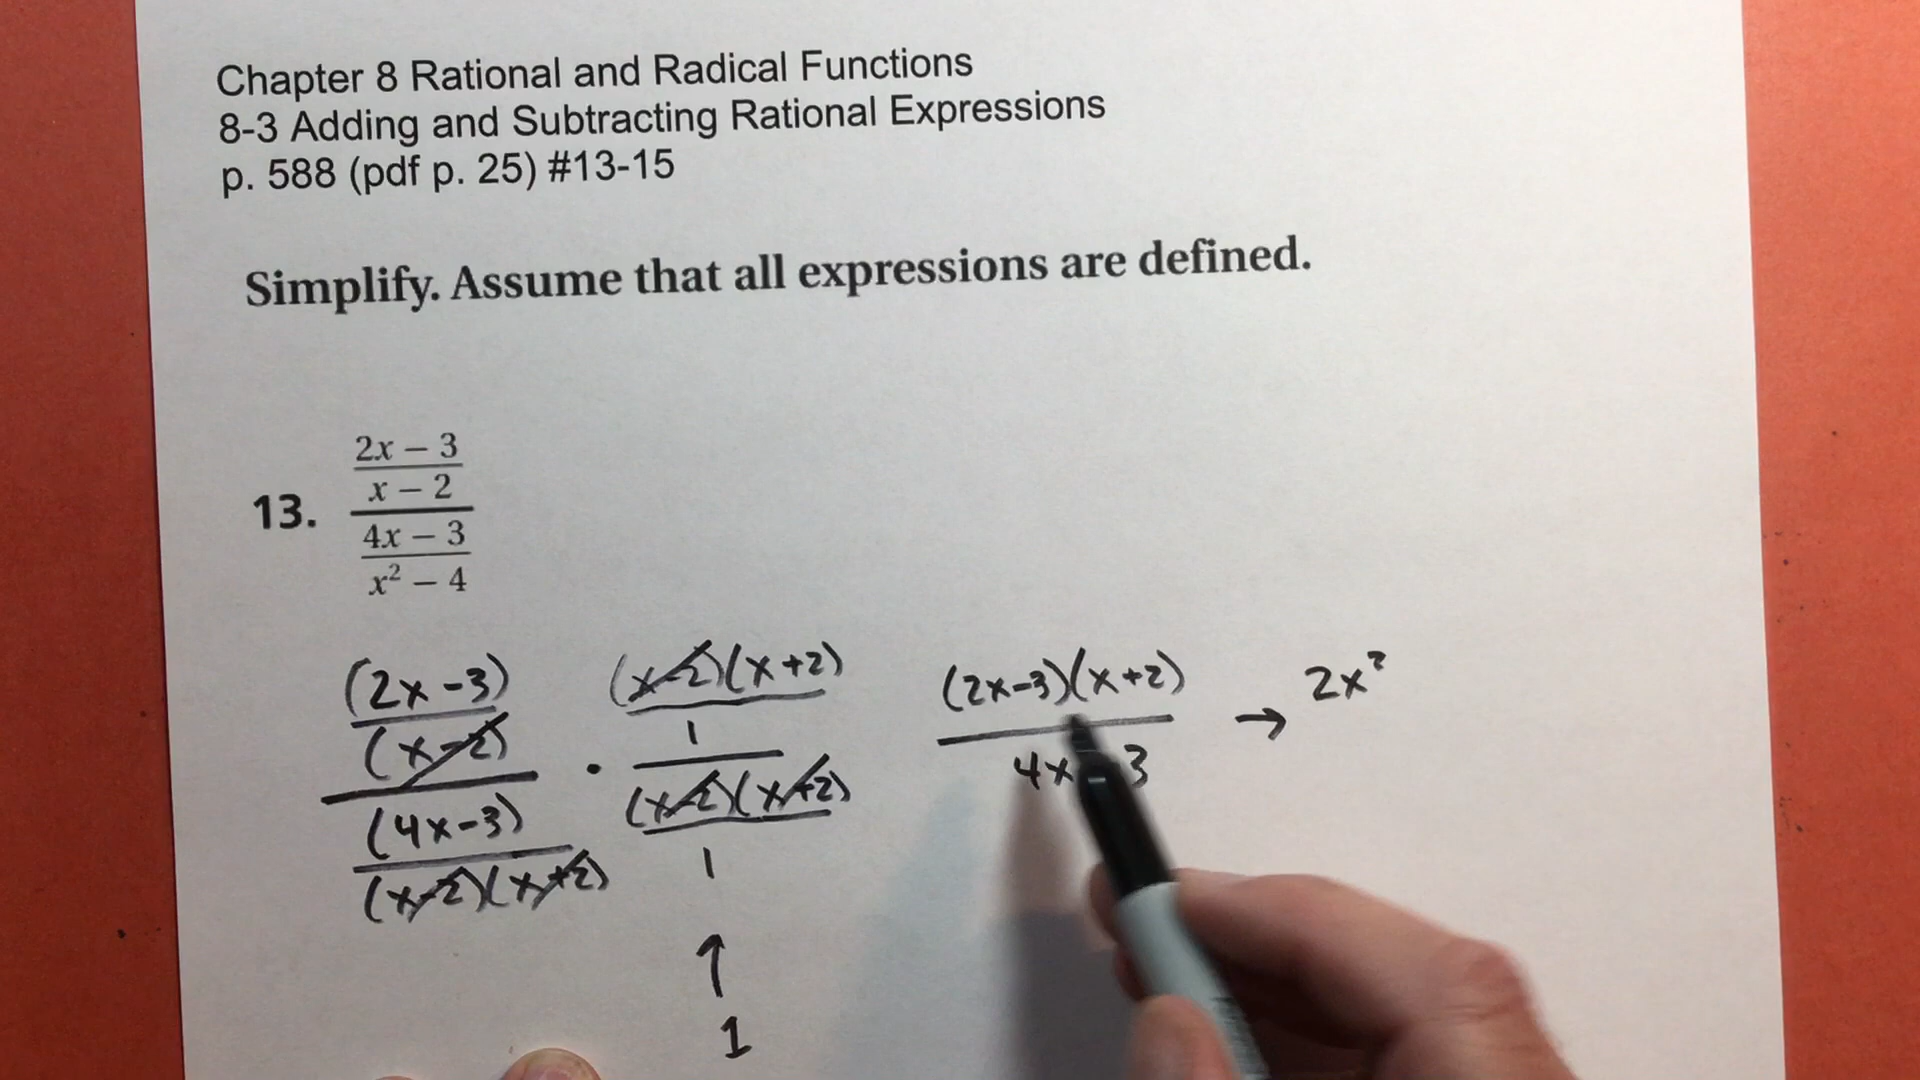 Chapter 8 Rational and Radical Functions
8-3 Adding and Subtracting Rational Expressions
p. 588 (pdf p. 25) #13-15
Simplify. Assume that all expressions are defined.
13.
2x – 3
x – 2
4x – 3
x² – 4
(2x-3)
(x-2)
(4x-3)
(x-2)(x+2)
·
(x-2)(x+2)
1
(x-2)(x+2)
1
↑
1
(2x-3)(x+2)
4x 3
→ 2x²